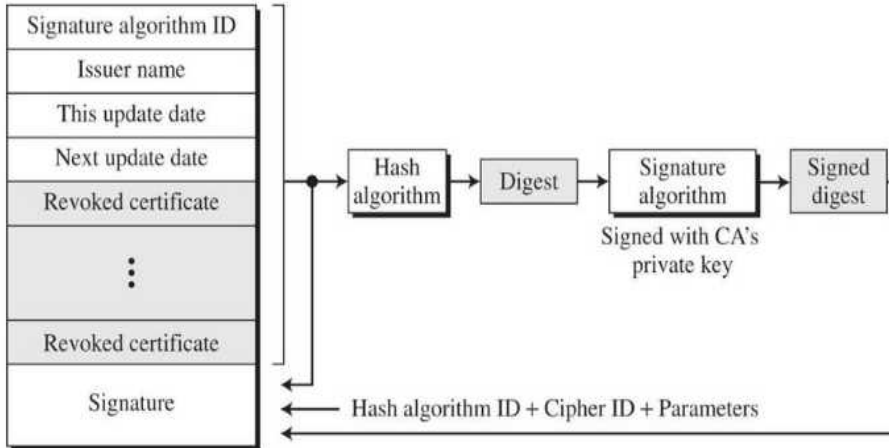 Signature algorithm ID
Issuer name
This update date
Next update date
Revoked certificate
Revoked certificate
Signature
Hash
algorithm
Digest
Signature
algorithm
Signed with CA's
private key
Signed
digest
Hash algorithm ID + Cipher ID + Parameters